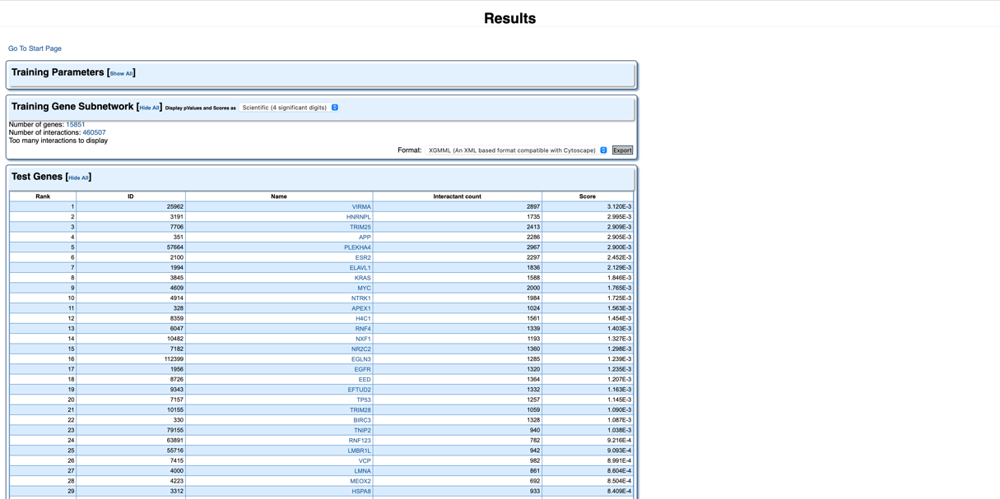 Results
Go To Start Page
Training Parameters [Show All]
Training Gene Subnetwork [Hide All] Display pValues and Scores as Scientific (4 significant digits)
Number of genes: 15851
Number of interactions: 460507
Too many interactions to display
Format: XGMML (An XML based format compatible with Cytoscape) Export
Test Genes [Hide All]
Rank ID Name Interactant count Score
1 25962 VIRMA 2897 3.120E-3
2 3191 HNRNPL 1735 2.995E-3
3 7706 TRIM25 2413 2.909E-3
4 351 APP 2286 2.905E-3
5 57664 PLEKHA4 2967 2.900E-3
6 2100 ESR2 2297 2.452E-3
7 1994 ELAVL1 1836 2.129E-3
8 3845 KRAS 1588 1.846E-3
9 4609 MYC 2000 1.765E-3
10 4914 NTRK1 1984 1.725E-3
11 328 APEX1 1024 1.563E-3
12 8359 H4C1 1561 1.454E-3
13 6047 RNF4 1339 1.403E-3
14 10482 NXF1 1193 1.327E-3
15 7182 NR2C2 1360 1.298E-3
16 112399 EGLN3 1285 1.239E-3
17 1956 EGFR 1320 1.235E-3
18 8726 EED 1364 1.207E-3
19 9343 EFTUD2 1332 1.163E-3
20 7157 TP53 1257 1.145E-3
21 10155 TRIM28 1059 1.090E-3
22 330 BIRC3 1328 1.087E-3
23 79155 TNIP2 940 1.038E-3
24 63891 RNF123 782 9.216E-4
25 55716 LMBR1L 942 9.093E-4
26 7415 VCP 982 8.991E-4
27 4000 LMNA 861 8.604E-4
28 4223 MEOX2 692 8.504E-4
29 3312 HSPA8 933 8.409E-4